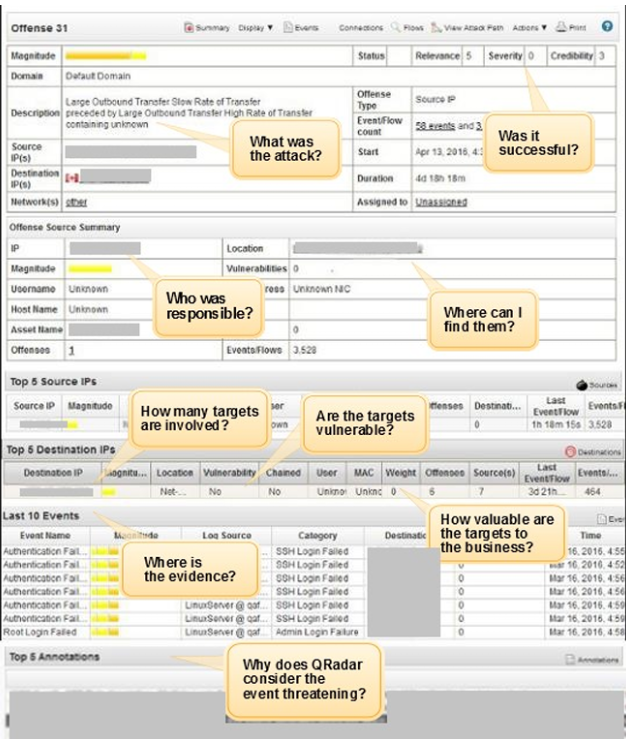 Offense 31 Summary Display ▼ Events Connections Flows View Attack Path Actions ▼ Print
Magnitude Status Relevance 5 Severity 0 Credibility 3
Domain Default Domain
Description Large Outbound Transfer Slow Rate of Transfer
preceded by Large Outbound Transfer High Rate of Transfer
containing unknown
Offense Type Source IP
Event/Flow count 58 events and 3
What was
the attack?
Was it
successful?
Source IP(s) Start Apr 13, 2016, 4:3
Destination IP(s) Duration 4d 18h 18m
Network(s) other Assigned to Unassigned
Offense Source Summary
IP Location
Magnitude Vulnerabilities 0
Username Unknown ress Unknown NIC
Host Name Unknown
Asset Name 0
Offenses 1 Events/Flows 3,528
Who was
responsible?
Where can I
find them?
Top 5 Source IPs Sources
Source IP Magnitude ser ffenses Destinati... Last Event/Flow Events/F
own 0 1h 18m 15s 3,528
How many targets
are involved?
Are the targets
vulnerable?
Top 5 Destination IPs Destinations
Destination IP Magnitu... Location Vulnerability Chained User MAC Weight Offenses Source(s) Last Event/Flow Events/...
Net-... No No Unkno Unknc 0 6 7 3d 21h... 464
Last 10 Events Ever
Event Name Magnitude Log Source Category Destinatio Time
Authentication Fail... SSH Login Failed 16, 2016, 4:55
Authentication Fail... SSH Login Failed 0 Mar 16, 2016, 4:52
Authentication Fail... SSH Login Failed 0 Mar 16, 2016, 4:56
Authentication Fail... SSH Login Failed 0 Mar 16, 2016, 4:56
Authentication Fail... LinuxServer @ qaf... SSH Login Failed 0 Mar 16, 2016, 4:59
Authentication Fail... LinuxServer @ qaf... SSH Login Failed 0 Mar 16, 2016, 4:59
Root Login Failed LinuxServer @ qaf... Admin Login Failure 0 Mar 16, 2016, 4:58
Where is
the evidence?
How valuable are
the targets to
the business?
Top 5 Annotations Annotations
Why does QRadar
consider the
event threatening?